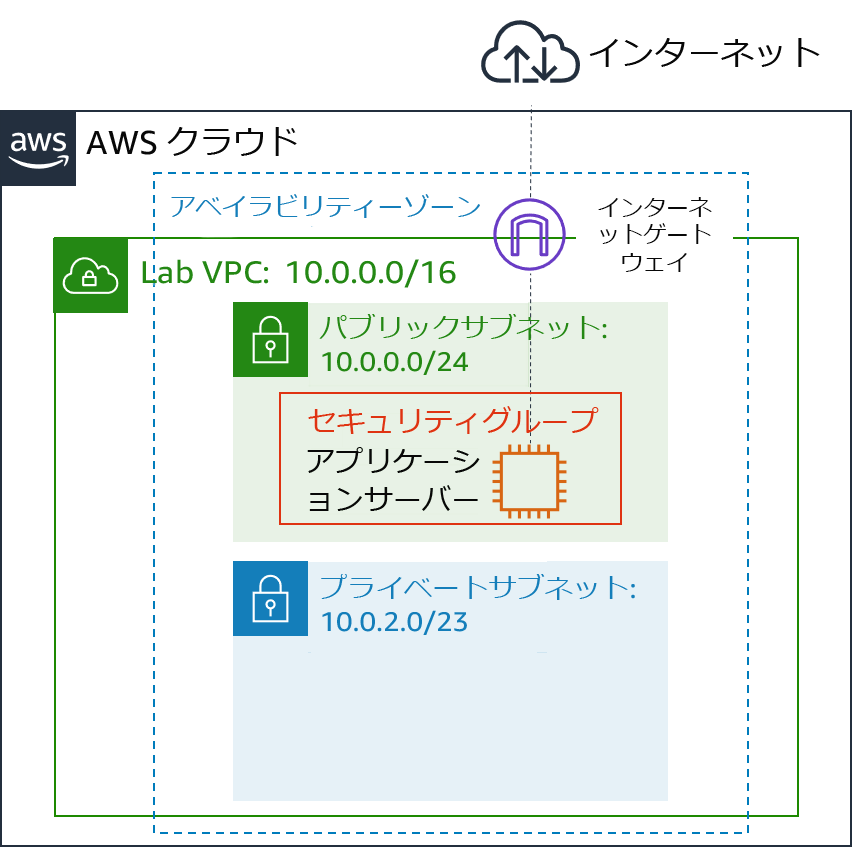 インターネット
aws
AWS クラウド
アベイラビリティーゾーン
インターネ
ットゲート
ウェイ
Lab VPC: 10.0.0.0/16
パブリックサブネット:
10.0.0.0/24
セキュリティグループ
アプリケーシ
ョンサーバー
プライベートサブネット:
10.0.2.0/23